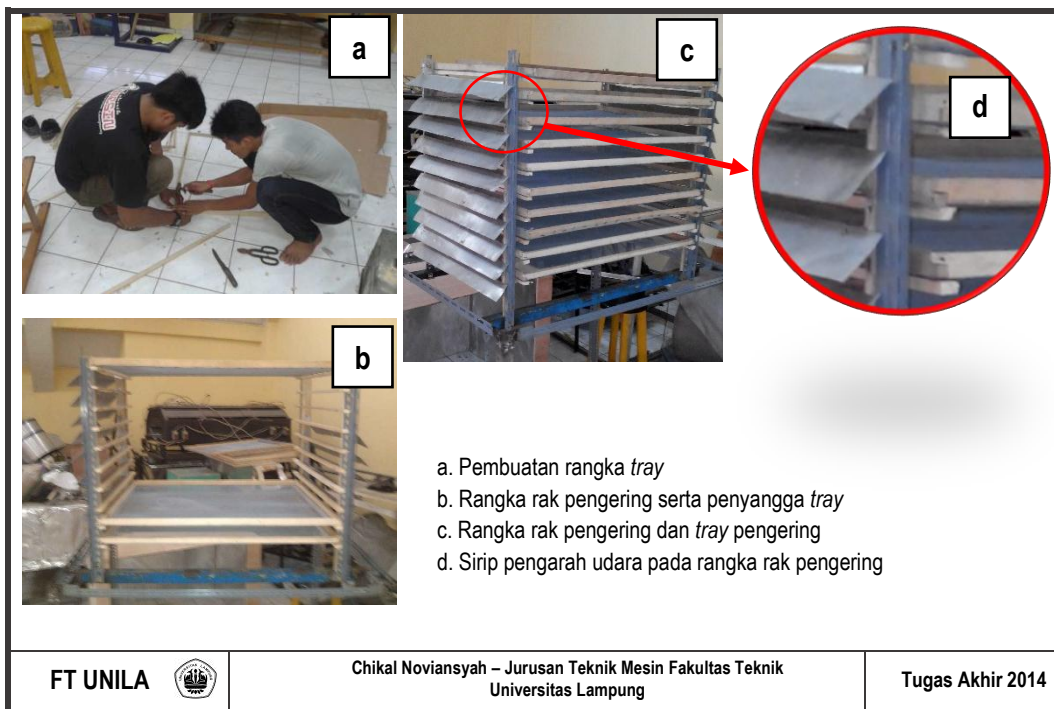 a
c
d
b
a. Pembuatan rangka tray
b. Rangka rak pengering serta penyangga tray
c. Rangka rak pengering dan tray pengering
d. Sirip pengarah udara pada rangka rak pengering
FT UNILA
Chikal Noviansyah – Jurusan Teknik Mesin Fakultas Teknik
Universitas Lampung
Tugas Akhir 2014